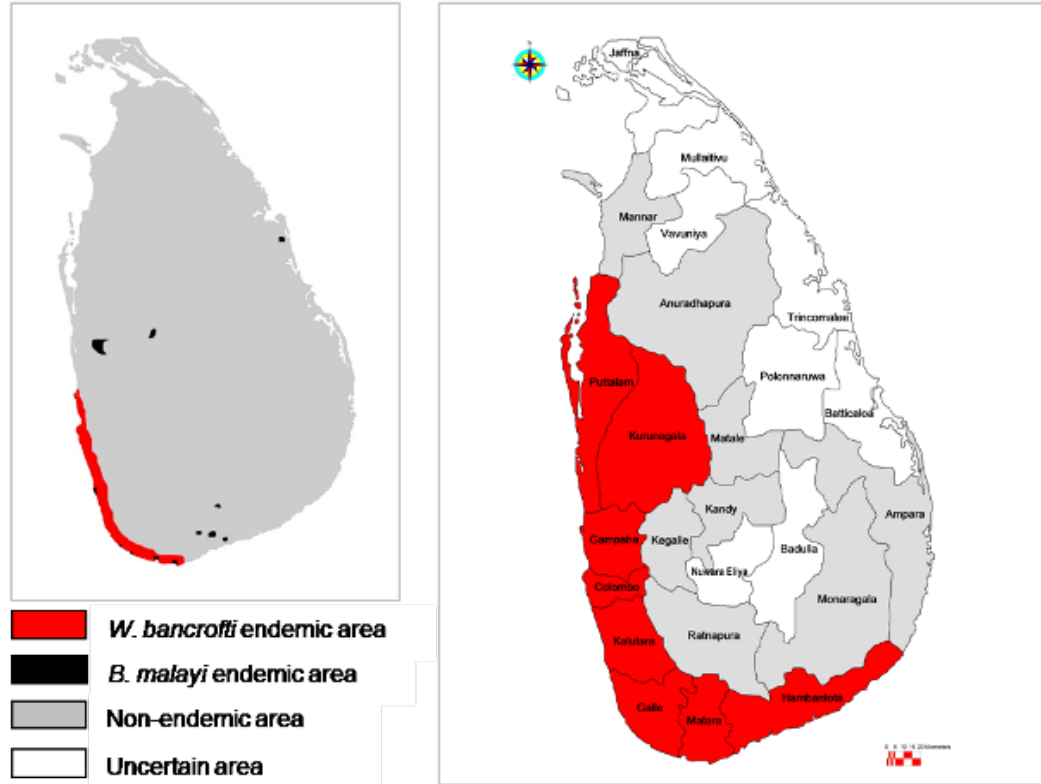 W. bancrofti endemic area
B. malayi endemic area
Non-endemic area
Uncertain area
Jaffna
Mullaitivu
Mannar
Vavuniya
Anuradhapura
Trincomalee
Puttalam
Polonnaruwa
Batticaloa
Kurunegala
Matale
Kandy
Ampara
Gampaha
Kegalle
Badulla
Nuwara Eliya
Colombo
Monaragala
Kalutara
Ratnapura
Hambantota
Galle
Matara